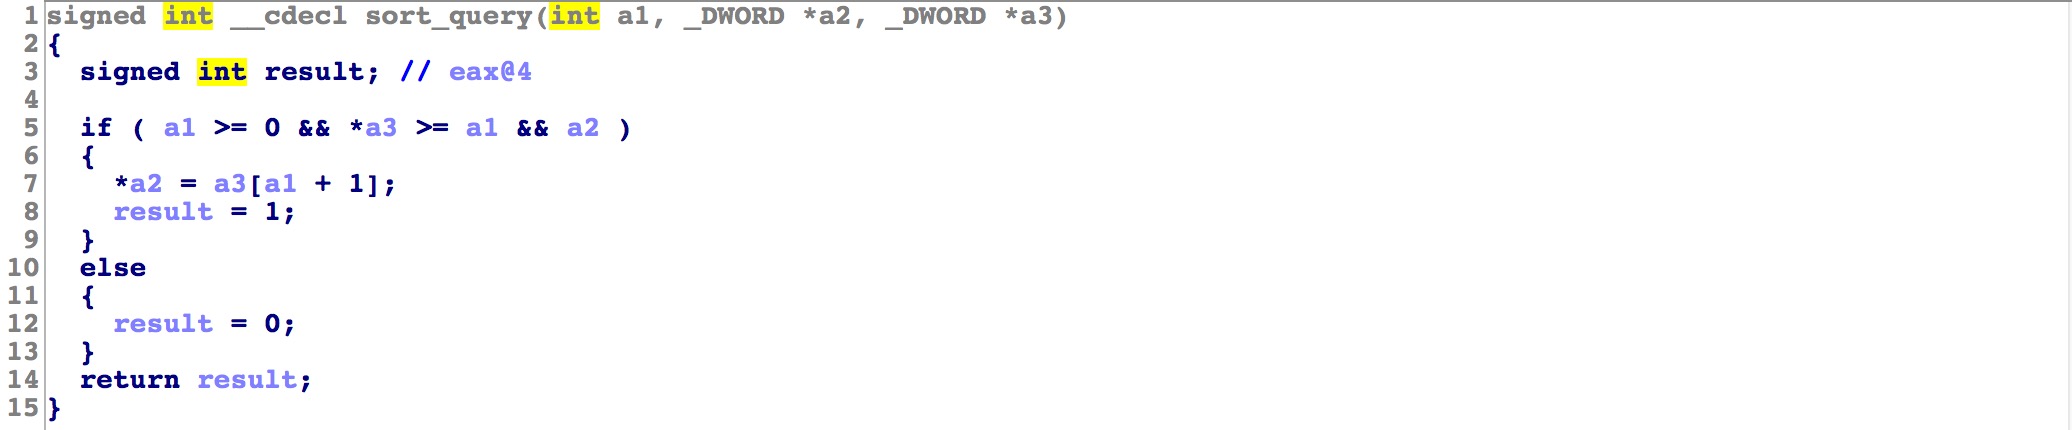 1 signed int __cdecl sort_query(int a1, _DWORD *a2, _DWORD *a3)
2 {
3   signed int result; // eax@4
4
5   if ( a1 >= 0 && *a3 >= a1 && a2 )
6   {
7     *a2 = a3[a1 + 1];
8     result = 1;
9   }
10   else
11   {
12     result = 0;
13   }
14   return result;
15 }